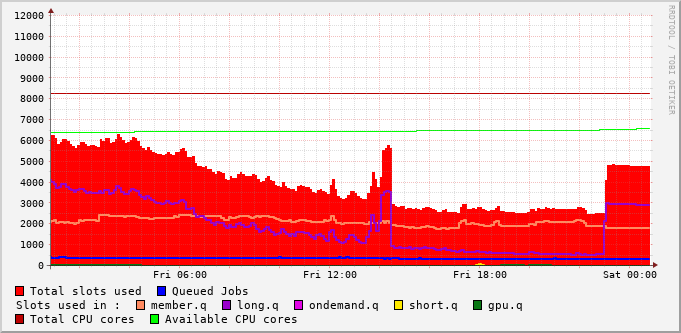 12000
11000
10000
9000
8000
7000
6000
5000
4000
3000
2000
1000
0
Fri 06:00 Fri 12:00 Fri 18:00 Sat 00:00
RRDTOOL / TOBI OETIKER
Total slots used Queued Jobs
Slots used in : member.q long.q ondemand.q short.q gpu.q
Total CPU cores Available CPU cores